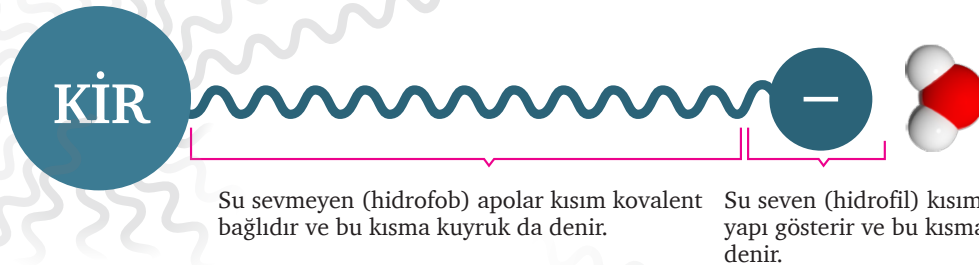 KİR
–
Su sevmeyen (hidrofob) apolar kısım kovalent
bağlıdır ve bu kısma kuyruk da denir.
Su seven (hidrofil) kısım
yapı gösterir ve bu kısma
denir.